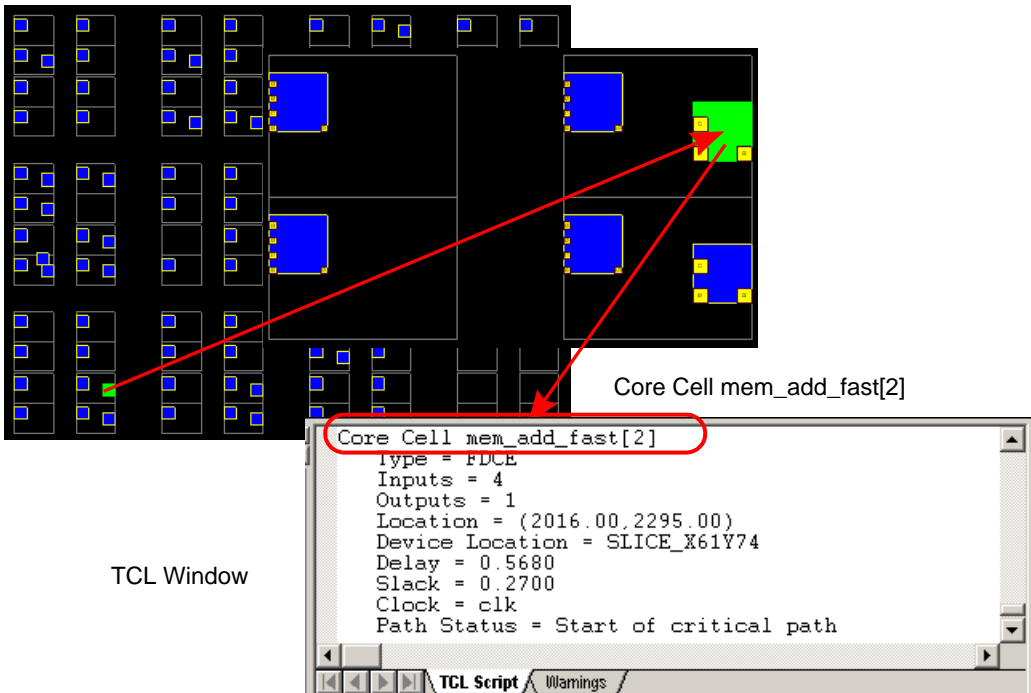 Core Cell mem_add_fast[2]
Core Cell mem_add_fast[2]
Type = FDCE
Inputs = 4
Outputs = 1
Location = (2016.00,2295.00)
Device Location = SLICE_X61Y74
Delay = 0.5680
Slack = 0.2700
Clock = clk
Path Status = Start of critical path
TCL Window
TCL Script
Warnings